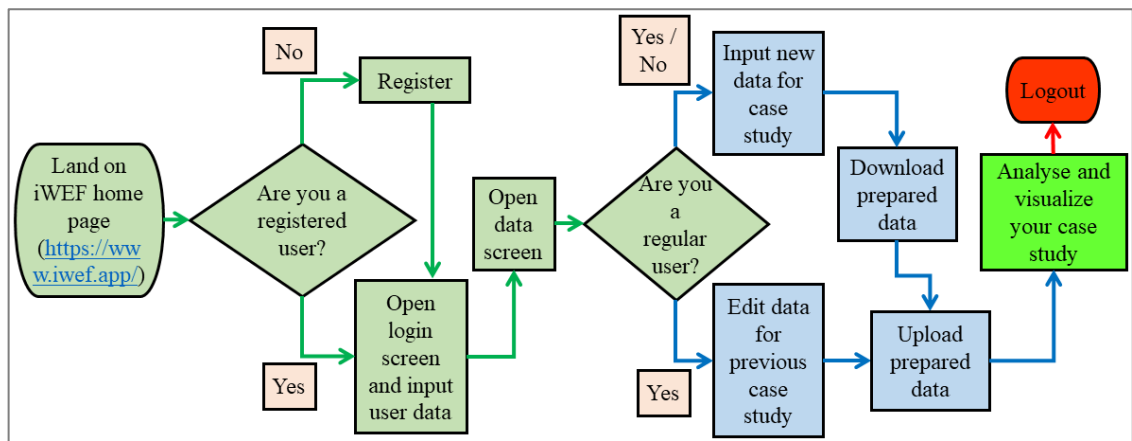 Land on
iWEF home
page
(https://ww
w.iwef.app/)
Are you a
registered
user?
No
Register
Yes
Open
login
screen
and input
user data
Open
data
screen
Are you
a
regular
user?
Yes /
No
Input new
data for
case
study
Download
prepared
data
Yes
Edit data
for
previous
case
study
Upload
prepared
data
Analyse and
visualize
your case
study
Logout